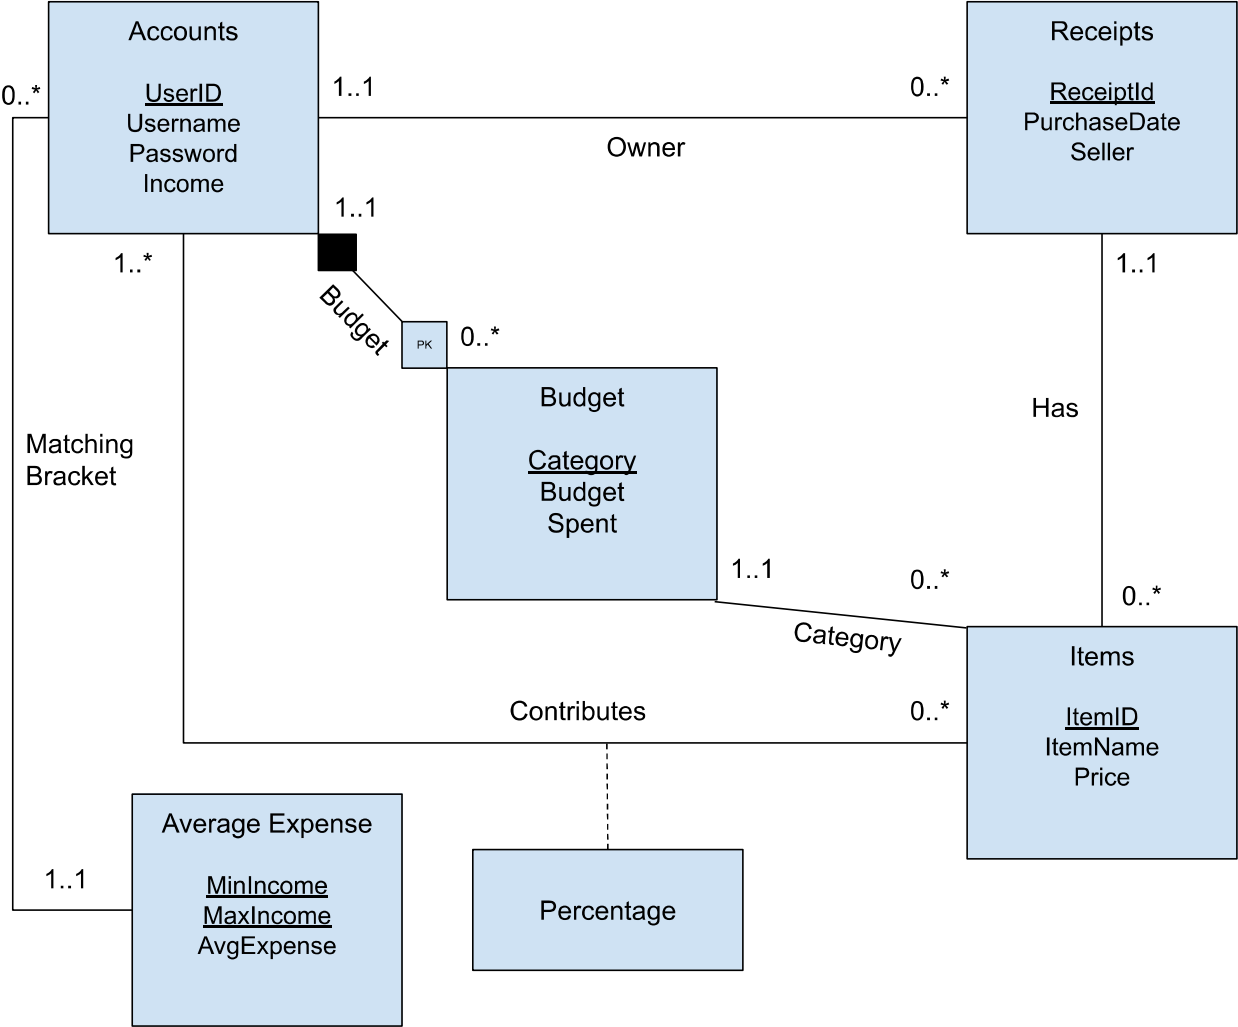 Accounts
UserID
Username
Password
Income
Receipts
ReceiptId
PurchaseDate
Seller
0..*
1..1
0..*
Owner
1..1
1..*
1..1
Budget
PK
0..*
Budget
Category
Budget
Spent
Has
Matching
Bracket
1..1
0..*
0..*
Category
Items
ItemID
ItemName
Price
Contributes
0..*
Average Expense
MinIncome
MaxIncome
AvgExpense
1..1
Percentage